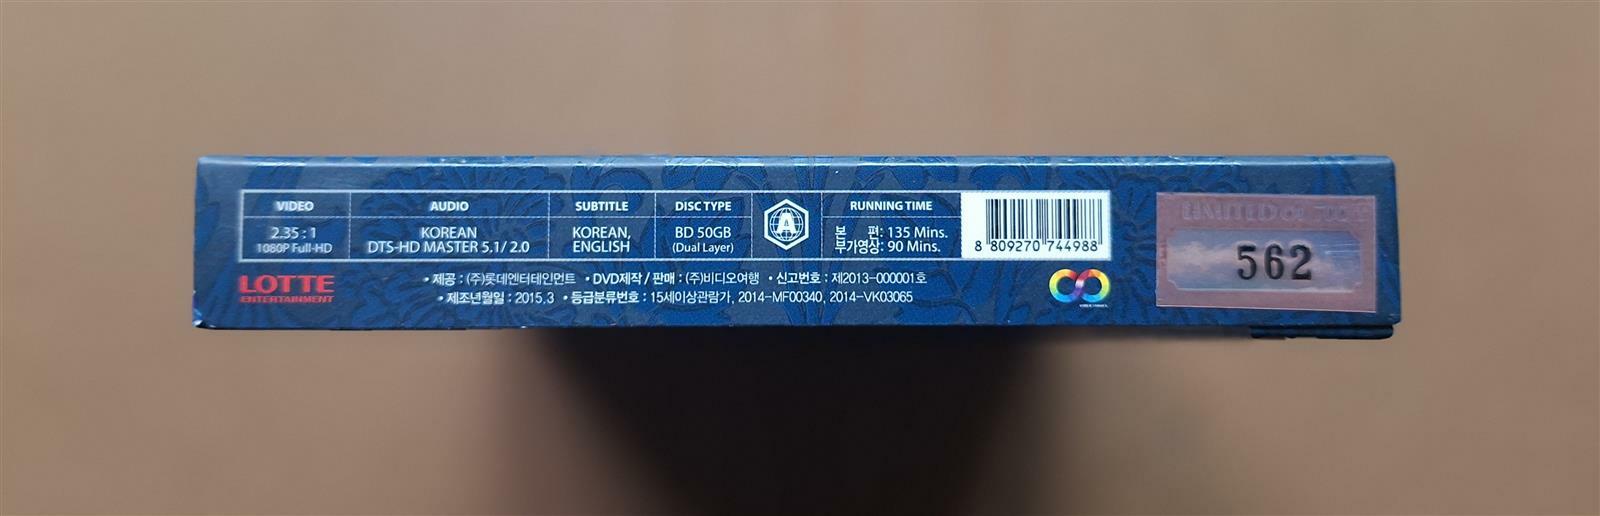 VIDEO AUDIO SUBTITLE DISC TYPE RUNNING TIME
2.35 : 1 KOREAN KOREAN, BD 50GB 본 편: 135 Mins.
1080P Full-HD DTS-HD MASTER 5.1/ 2.0 ENGLISH (Dual Layer) 부가영상: 90 Mins.
A
8 809270 744988
LIMITED OF 700
562
LOTTE
ENTERTAINMENT
• 제공 : (주)롯데엔터테인먼트 • DVD제작 / 판매 : (주)비디오여행 • 신고번호 : 제2013-000001호
• 제조년월일 : 2015.3 • 등급분류번호 : 15세이상관람가, 2014-MF00340, 2014-VK03065